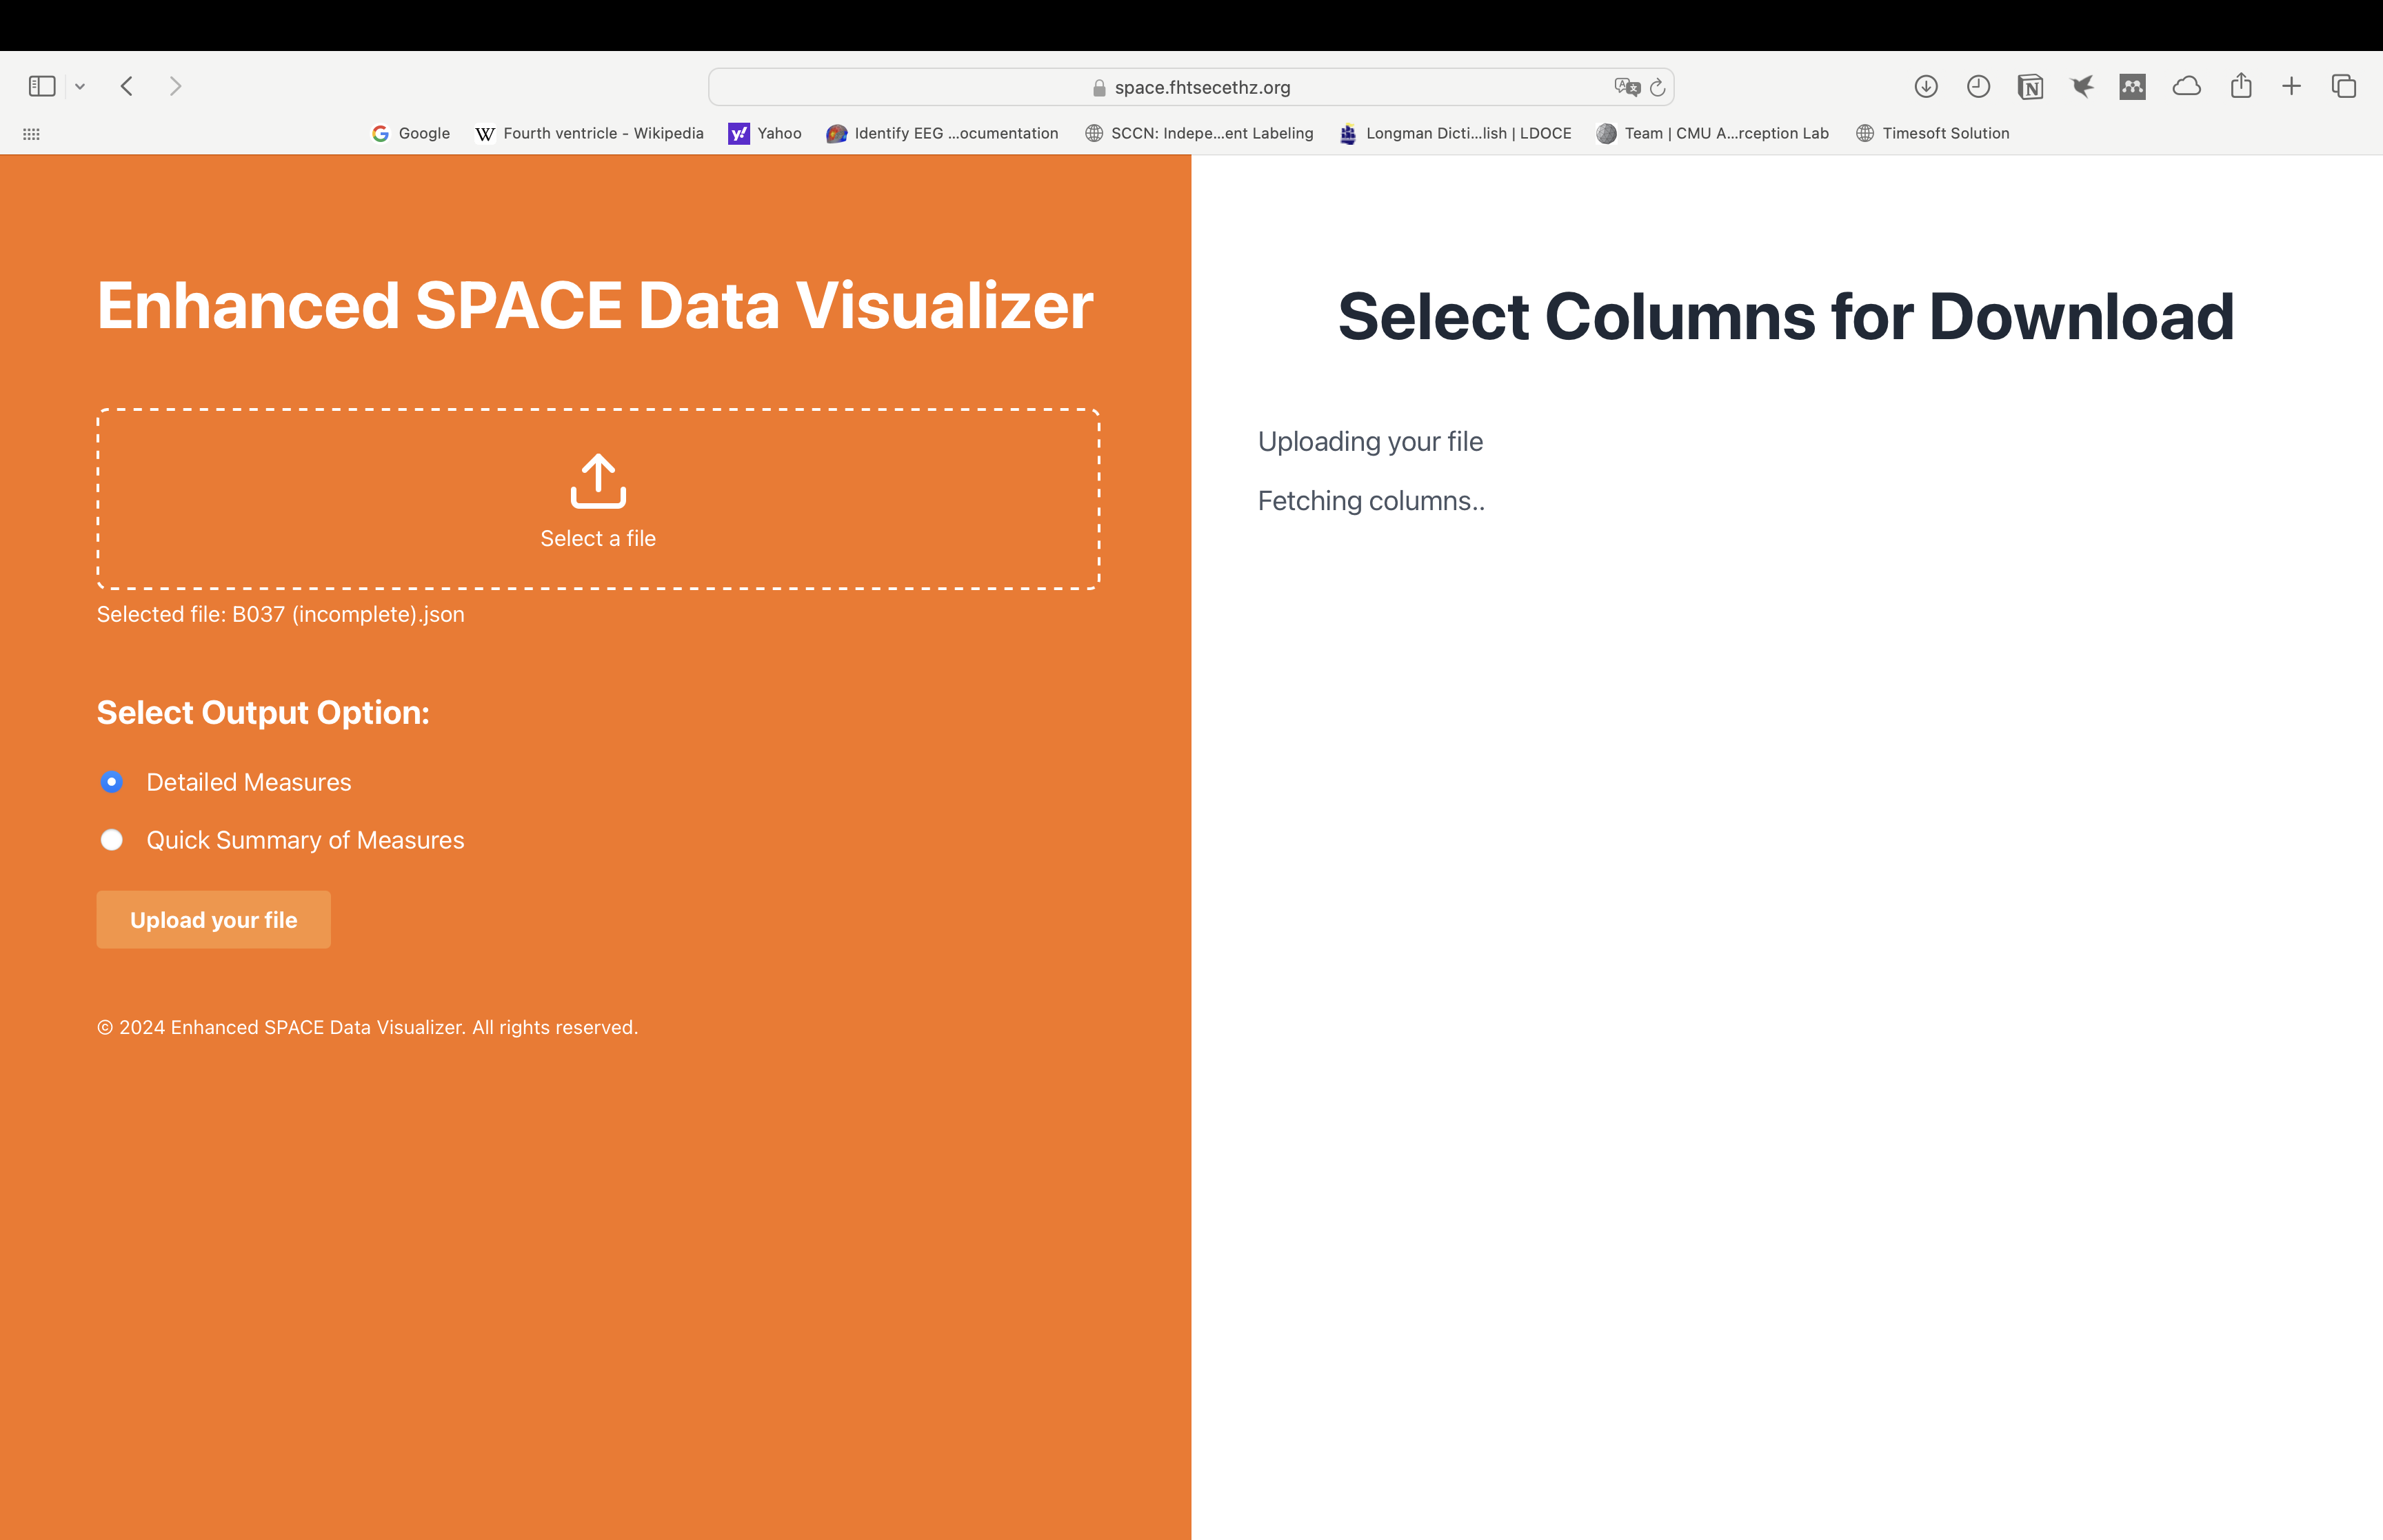 space.fhtsecethz.org
Google
Fourth ventricle - Wikipedia
Yahoo
Identify EEG ...ocumentation
SCCN: Indepe...ent Labeling
Longman Dicti...lish | LDOCE
Team | CMU A...rception Lab
Timesoft Solution
Enhanced SPACE Data Visualizer
Select a file
Selected file: B037 (incomplete).json
Select Output Option:
Detailed Measures
Quick Summary of Measures
Upload your file
© 2024 Enhanced SPACE Data Visualizer. All rights reserved.
Select Columns for Download
Uploading your file
Fetching columns..